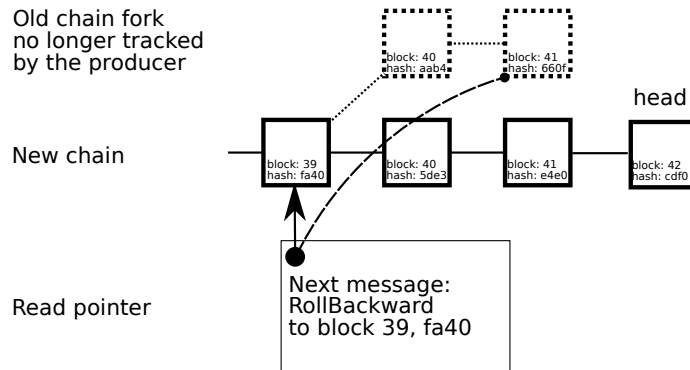 Old chain fork
no longer tracked
by the producer
block: 40
hash: aab4
block: 41
hash: 660f
head
New chain
block: 39
hash: fa40
block: 40
hash: 5de3
block: 41
hash: e4e0
block: 42
hash: cdf0
Read pointer
Next message:
RollBackward
to block 39, fa40